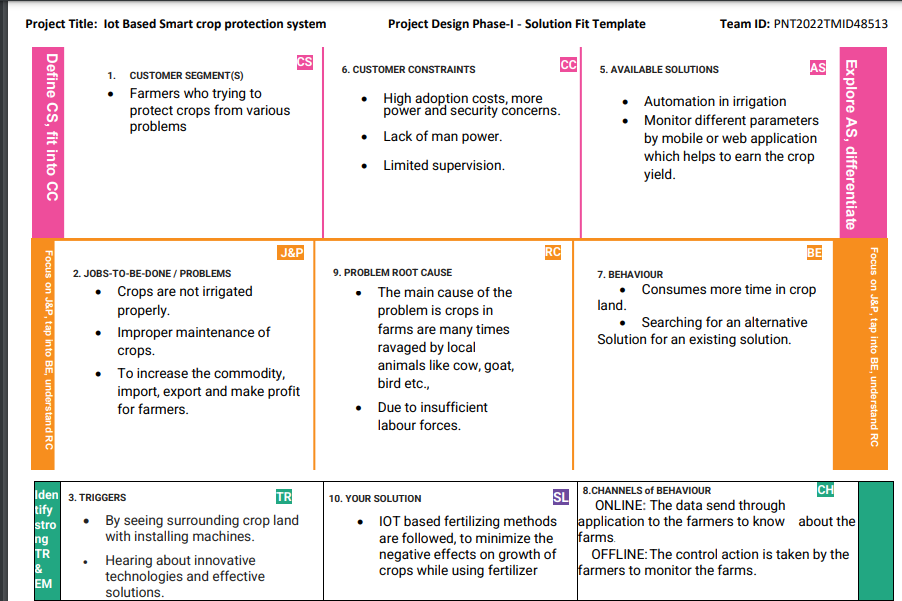 Project Title: Iot Based Smart crop protection system
Project Design Phase-I - Solution Fit Template
Team ID: PNT2022TMID48513
Define CS, fit into CC
CS
1. CUSTOMER SEGMENT(S)
• Farmers who trying to
protect crops from various
problems
CC
6. CUSTOMER CONSTRAINTS
• High adoption costs, more
power and security concerns.
• Lack of man power.
• Limited supervision.
AS
5. AVAILABLE SOLUTIONS
• Automation in irrigation
• Monitor different parameters
by mobile or web application
which helps to earn the crop
yield.
Explore AS, differentiate
Focus on J&P, tap into BE, understand RC
J&P
2. JOBS-TO-BE-DONE / PROBLEMS
• Crops are not irrigated
properly.
• Improper maintenance of
crops.
• To increase the commodity,
import, export and make profit
for farmers.
RC
9. PROBLEM ROOT CAUSE
• The main cause of the
problem is crops in
farms are many times
ravaged by local
animals like cow, goat,
bird etc.,
• Due to insufficient
labour forces.
BE
7. BEHAVIOUR
• Consumes more time in crop
land.
• Searching for an alternative
Solution for an existing solution.
Focus on J&P, tap into BE, understand RC
Iden
tify
stro
ng
TR
&
EM
TR
3. TRIGGERS
• By seeing surrounding crop land
with installing machines.
• Hearing about innovative
technologies and effective
solutions.
SL
10. YOUR SOLUTION
• IOT based fertilizing methods
are followed, to minimize the
negative effects on growth of
crops while using fertilizer
CH
8.CHANNELS of BEHAVIOUR
ONLINE: The data send through
application to the farmers to know about the
farms.
OFFLINE: The control action is taken by the
farmers to monitor the farms.